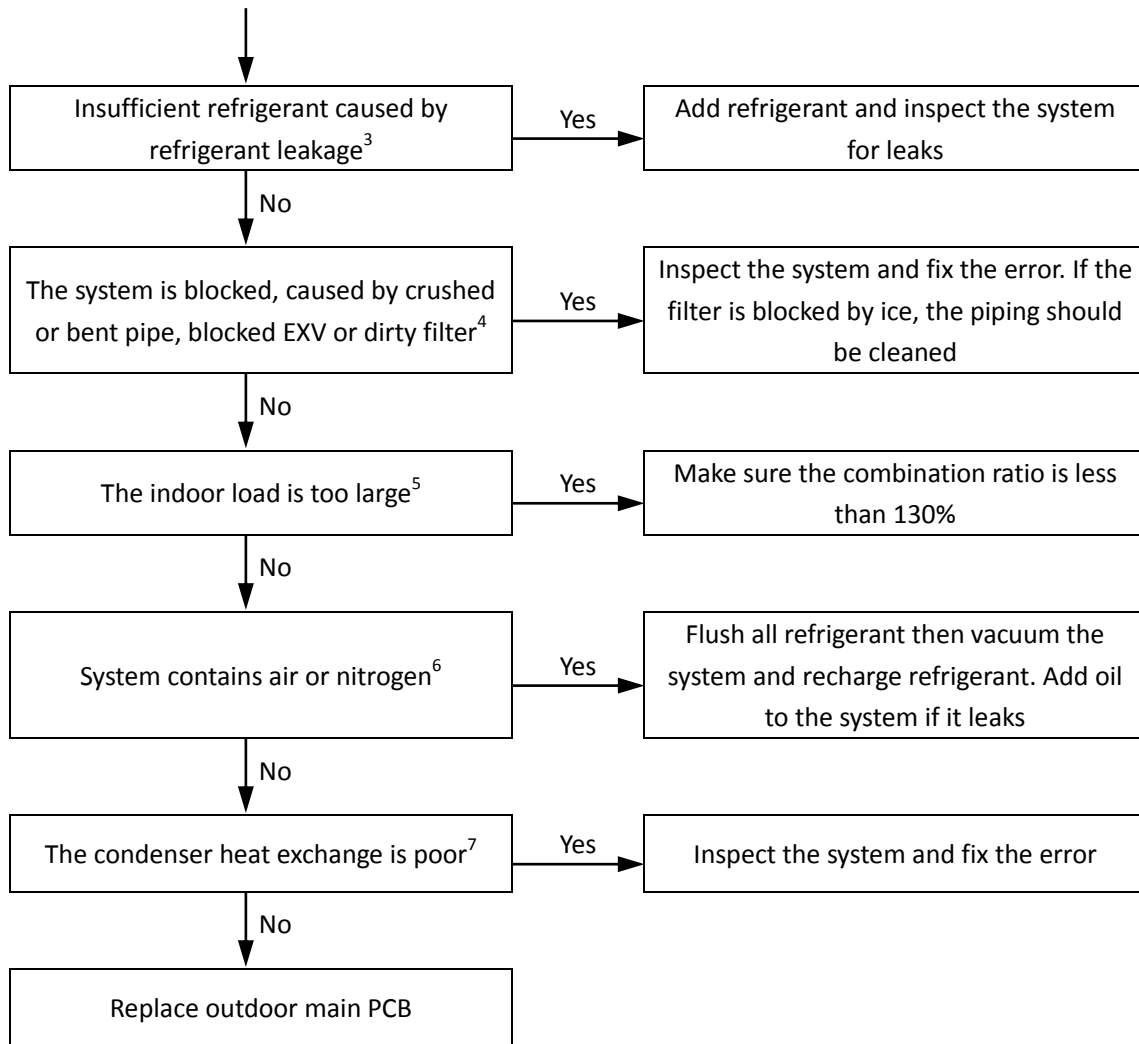 Insufficient refrigerant caused by
refrigerant leakage3
Yes
Add refrigerant and inspect the system
for leaks
No
The system is blocked, caused by crushed
or bent pipe, blocked EXV or dirty filter4
Yes
Inspect the system and fix the error. If the
filter is blocked by ice, the piping should
be cleaned
No
The indoor load is too large5
Yes
Make sure the combination ratio is less
than 130%
No
System contains air or nitrogen6
Yes
Flush all refrigerant then vacuum the
system and recharge refrigerant. Add oil
to the system if it leaks
No
The condenser heat exchange is poor7
Yes
Inspect the system and fix the error
No
Replace outdoor main PCB